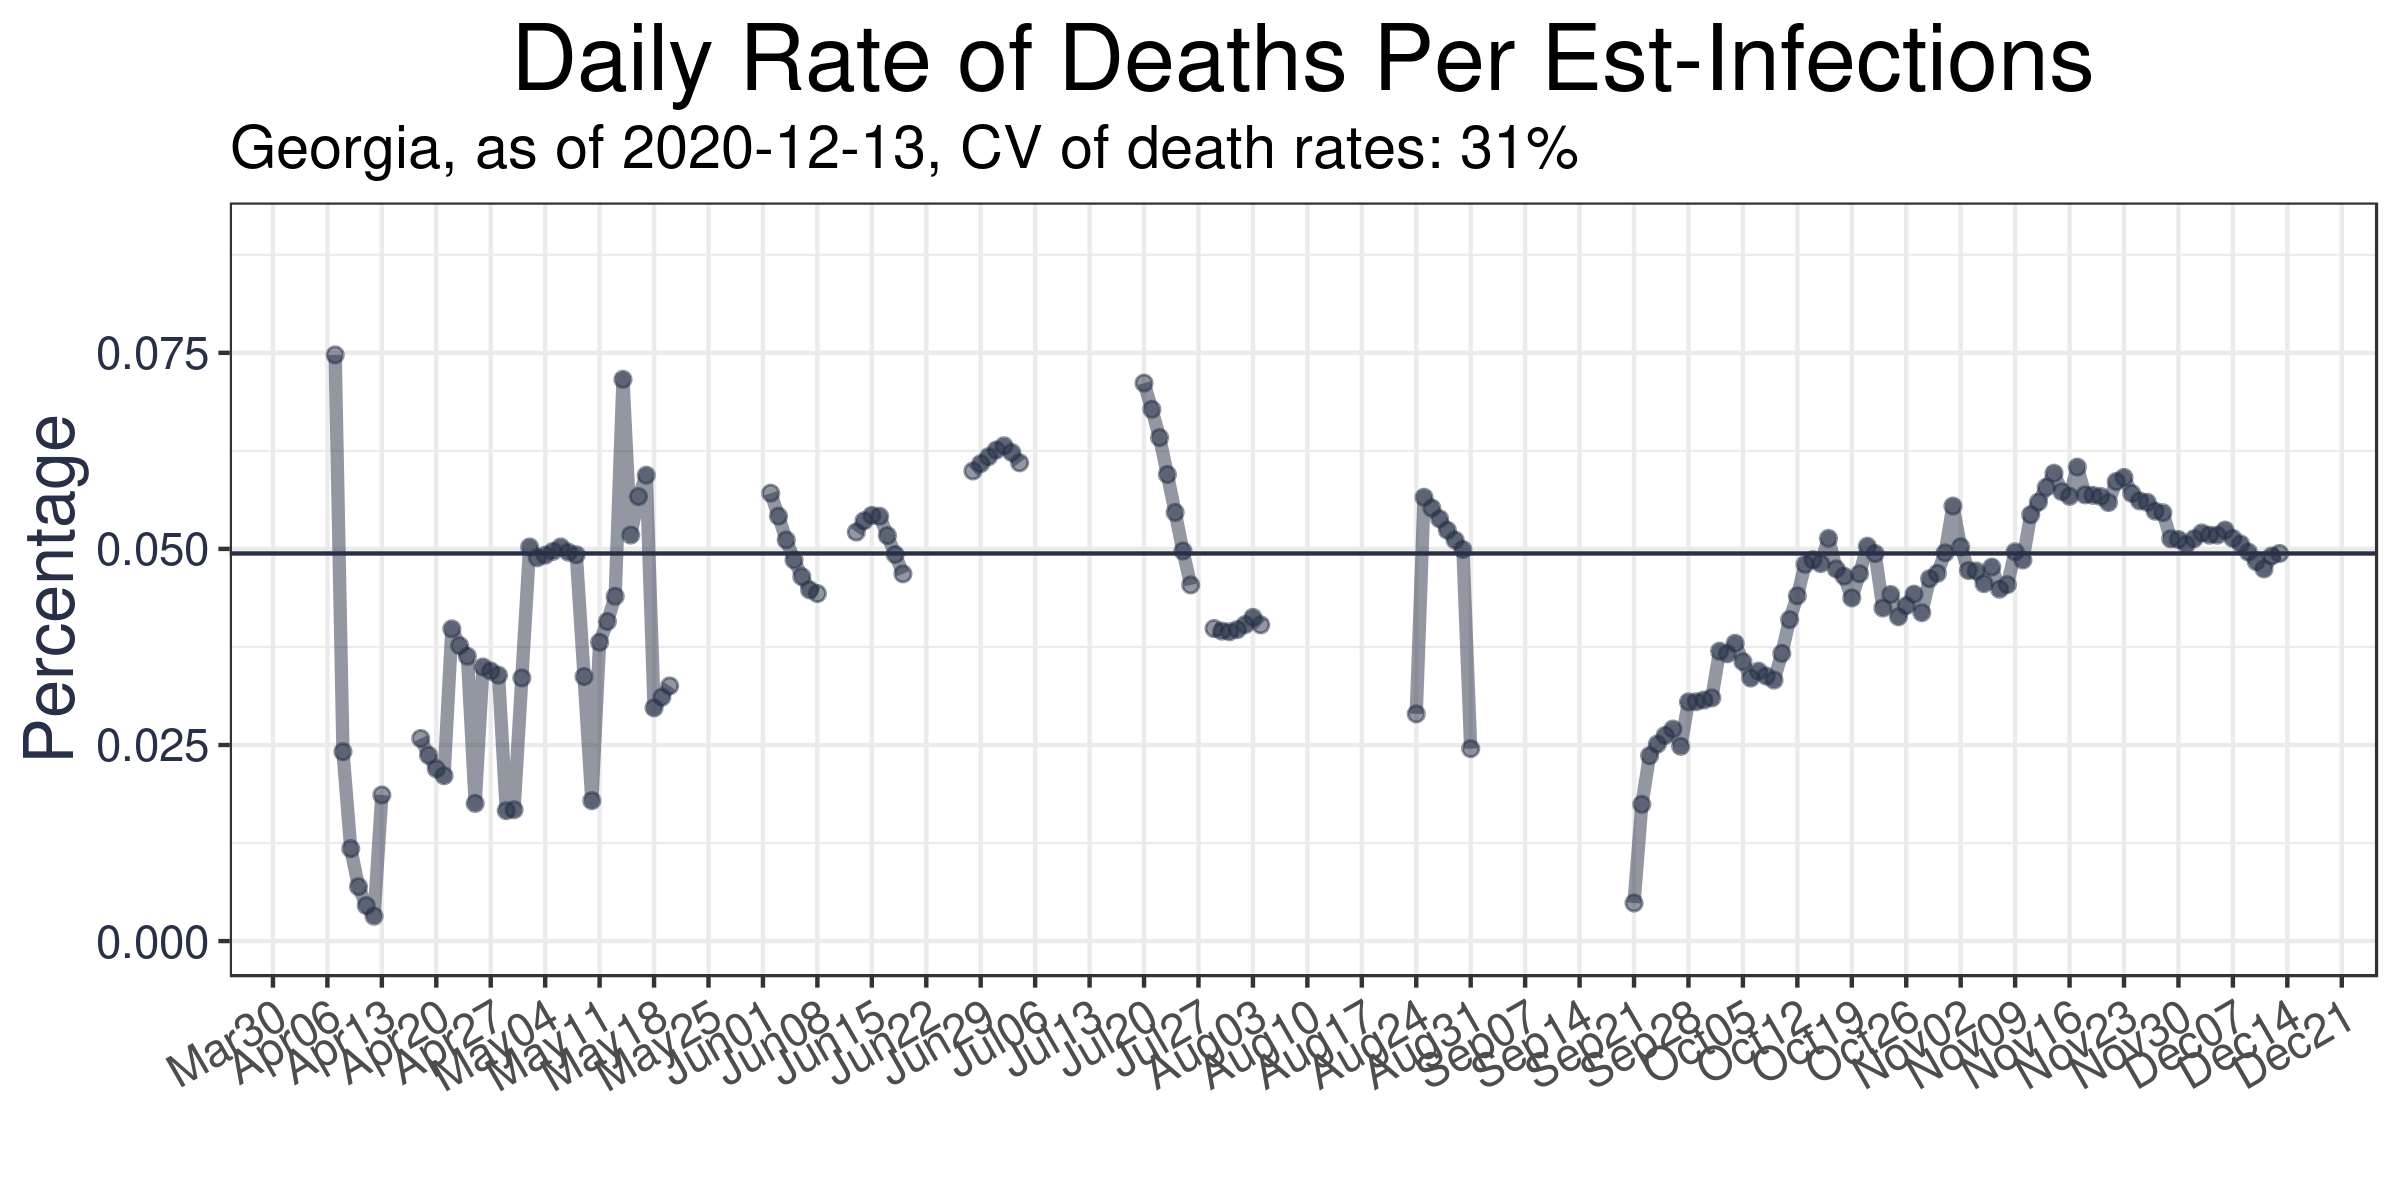 Daily Rate of Deaths Per Est-Infections
Georgia, as of 2020-12-13, CV of death rates: 31%
Percentage
0.075
0.050
0.025
0.000
Mar30
Apr06
Apr13
Apr20
Apr27
May04
May11
May18
May25
Jun01
Jun08
Jun15
Jun22
Jun29
Jul06
Jul13
Jul20
Jul27
Aug03
Aug10
Aug17
Aug24
Aug31
Sep07
Sep14
Sep21
Sep28
Oct05
Oct12
Oct19
Oct26
Nov02
Nov09
Nov16
Nov23
Nov30
Dec07
Dec14
Dec21